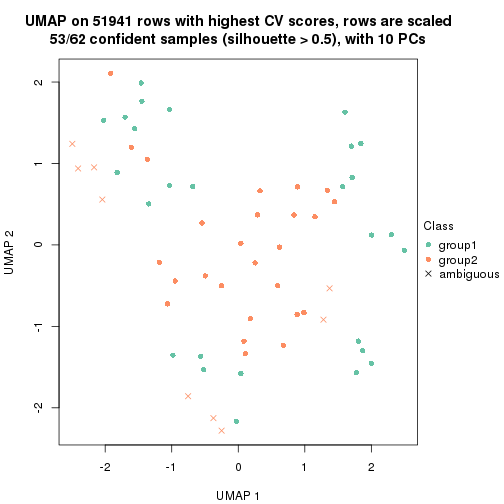 UMAP on 51941 rows with highest CV scores, rows are scaled
53/62 confident samples (silhouette > 0.5), with 10 PCs
2
1
0
-1
-2
UMAP 2
-2
-1
0
1
2
UMAP 1
Class
group1
group2
ambiguous